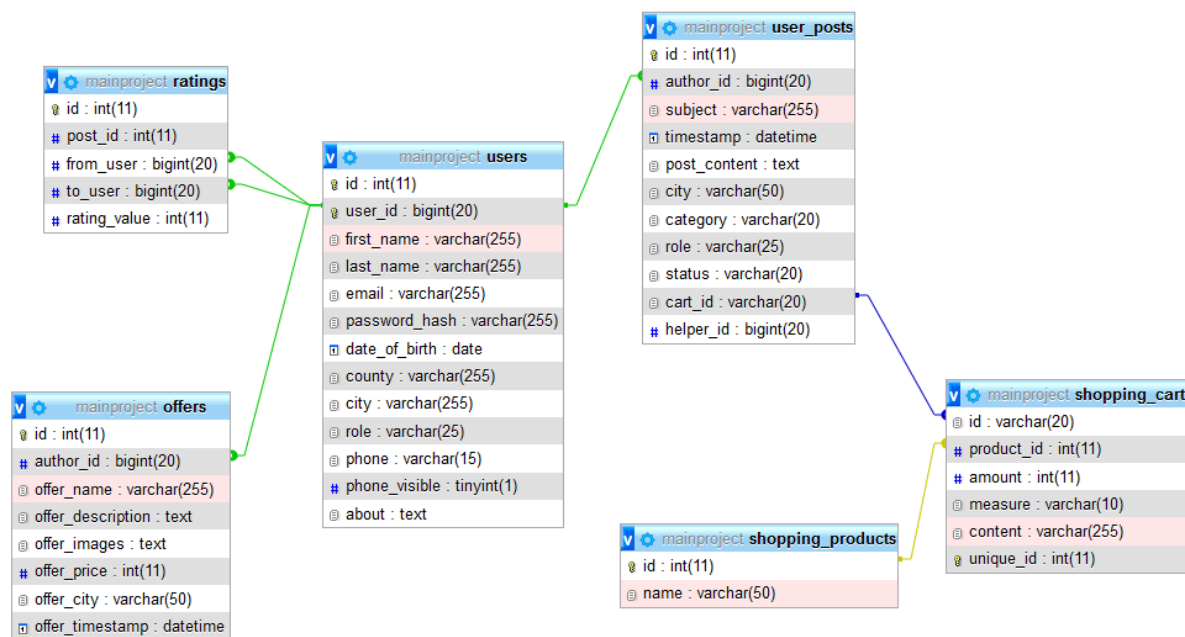 mainproject ratings
id : int(11)
post_id : int(11)
from_user : bigint(20)
to_user : bigint(20)
rating_value : int(11)
mainproject offers
id : int(11)
author_id : bigint(20)
offer_name : varchar(255)
offer_description : text
offer_images : text
offer_price : int(11)
offer_city : varchar(50)
offer_timestamp : datetime
mainproject users
id : int(11)
user_id : bigint(20)
first_name : varchar(255)
last_name : varchar(255)
email : varchar(255)
password_hash : varchar(255)
date_of_birth : date
county : varchar(255)
city : varchar(255)
role : varchar(25)
phone : varchar(15)
phone_visible : tinyint(1)
about : text
mainproject user_posts
id : int(11)
author_id : bigint(20)
subject : varchar(255)
timestamp : datetime
post_content : text
city : varchar(50)
category : varchar(20)
role : varchar(25)
status : varchar(20)
cart_id : varchar(20)
helper_id : bigint(20)
mainproject shopping_products
id : int(11)
name : varchar(50)
mainproject shopping_cart
id : varchar(20)
product_id : int(11)
amount : int(11)
measure : varchar(10)
content : varchar(255)
unique_id : int(11)